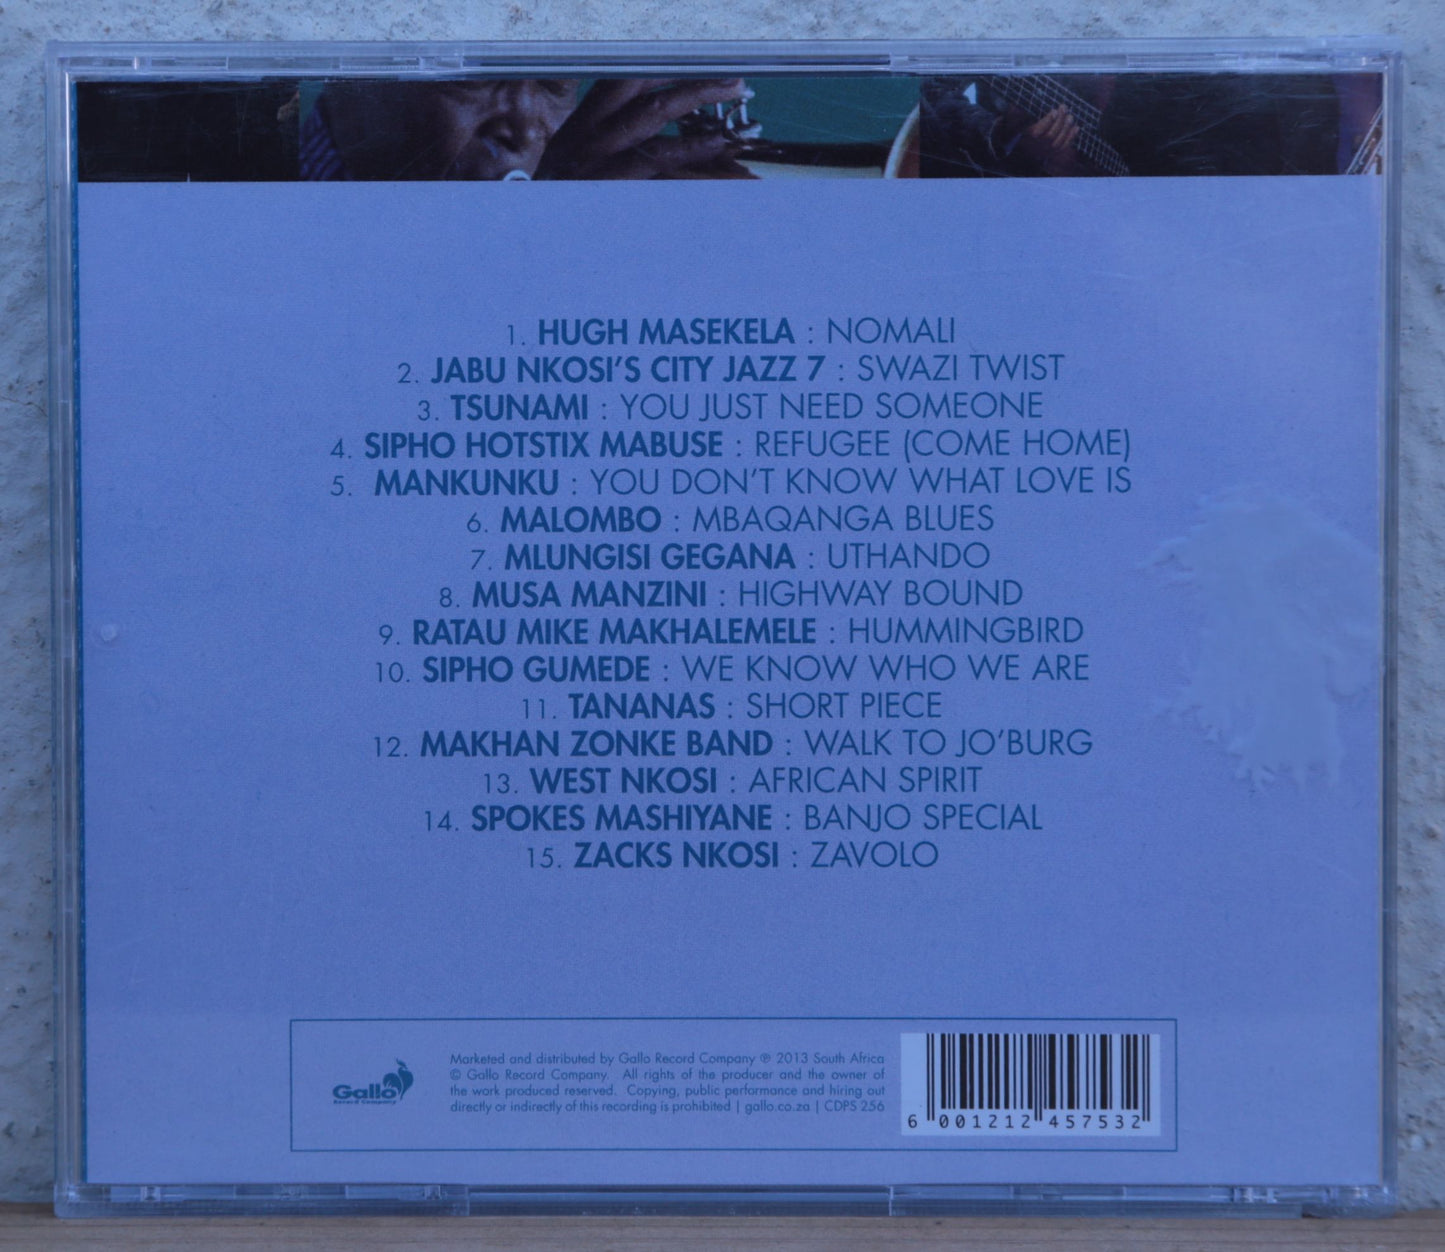 1. HUGH MASEKELA : NOMALI
2. JABU NKOSI'S CITY JAZZ 7 : SWAZI TWIST
3. TSUNAMI : YOU JUST NEED SOMEONE
4. SIPHO HOTSTIX MABUSE : REFUGEE (COME HOME)
5. MANKUNKU : YOU DON'T KNOW WHAT LOVE IS
6. MALOMBO : MBAQANGA BLUES
7. MLUNGISI GEGANA : UTHANDO
8. MUSA MANZINI : HIGHWAY BOUND
9. RATAU MIKE MAKHALEMELE : HUMMINGBIRD
10. SIPHO GUMEDE : WE KNOW WHO WE ARE
11. TANANAS : SHORT PIECE
12. MAKHAN ZONKE BAND : WALK TO JO'BURG
13. WEST NKOSI : AFRICAN SPIRIT
14. SPOKES MASHIYANE : BANJO SPECIAL
15. ZACKS NKOSI : ZAVOLO
Gallo
Record Company
Marketed and distributed by Gallo Record Company ℗ 2013 South Africa
© Gallo Record Company. All rights of the producer and the owner of
the work produced reserved. Copying, public performance and hiring out
directly or indirectly of this recording is prohibited | gallo.co.za | CDPS 256
6 001212 457532